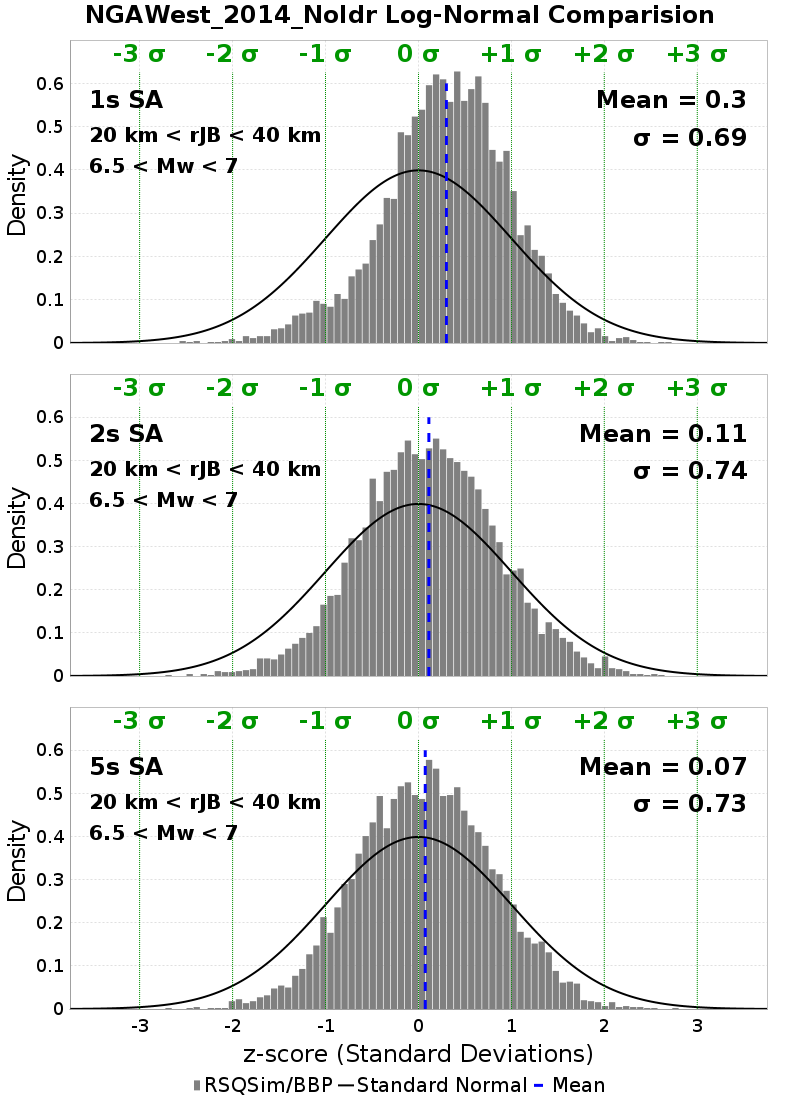 NGAWest_2014_NoIdr Log-Normal Comparision
-3 σ -2 σ -1 σ 0 σ +1 σ +2 σ +3 σ
0.6
1s SA Mean = 0.3
0.5
20 km < rJB < 40 km σ = 0.69
0.4
6.5 < Mw < 7
Density
0.3
0.2
0.1
0
-3 σ -2 σ -1 σ 0 σ +1 σ +2 σ +3 σ
0.6
2s SA Mean = 0.11
0.5
20 km < rJB < 40 km σ = 0.74
0.4
6.5 < Mw < 7
Density
0.3
0.2
0.1
0
-3 σ -2 σ -1 σ 0 σ +1 σ +2 σ +3 σ
0.6
5s SA Mean = 0.07
0.5
20 km < rJB < 40 km σ = 0.73
0.4
6.5 < Mw < 7
Density
0.3
0.2
0.1
0
-3 -2 -1 0 1 2 3
z-score (Standard Deviations)
RSQSim/BBP Standard Normal Mean